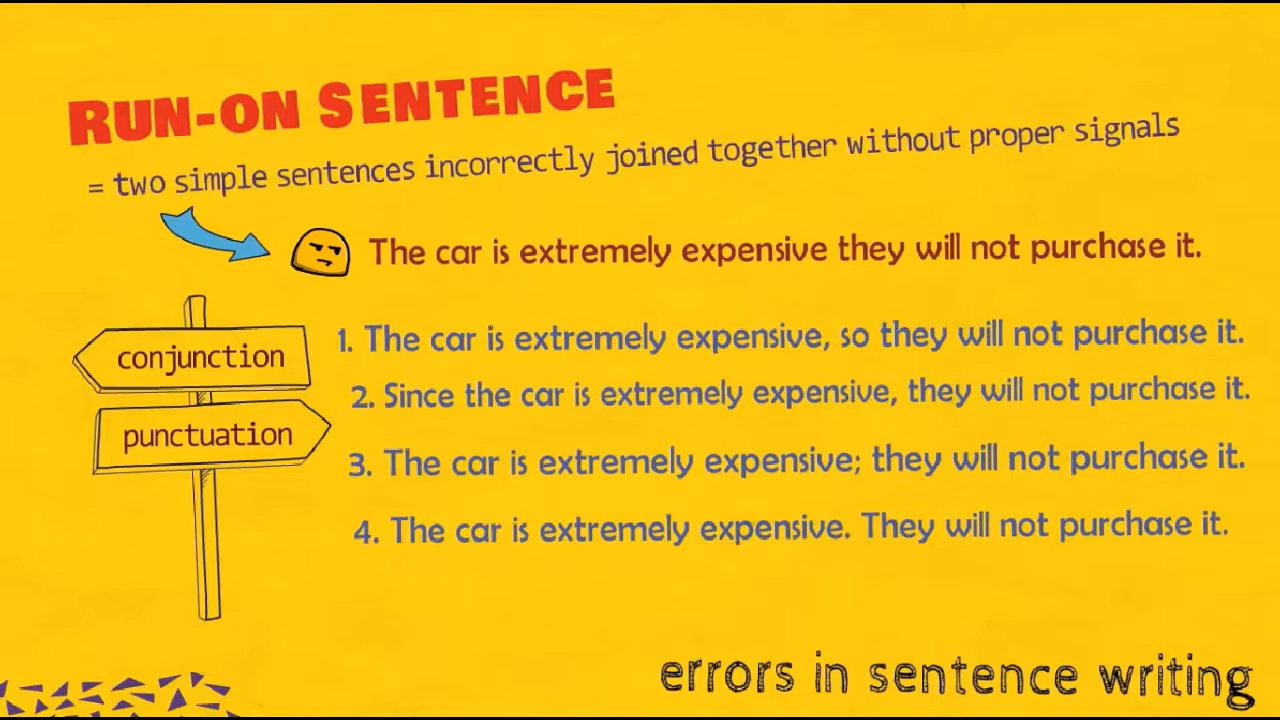 RUN-ON SENTENCE
= two simple sentences incorrectly joined together without proper signals
The car is extremely expensive they will not purchase it.
conjunction
punctuation
1. The car is extremely expensive, so they will not purchase it.
2. Since the car is extremely expensive, they will not purchase it.
3. The car is extremely expensive; they will not purchase it.
4. The car is extremely expensive. They will not purchase it.
errors in sentence writing